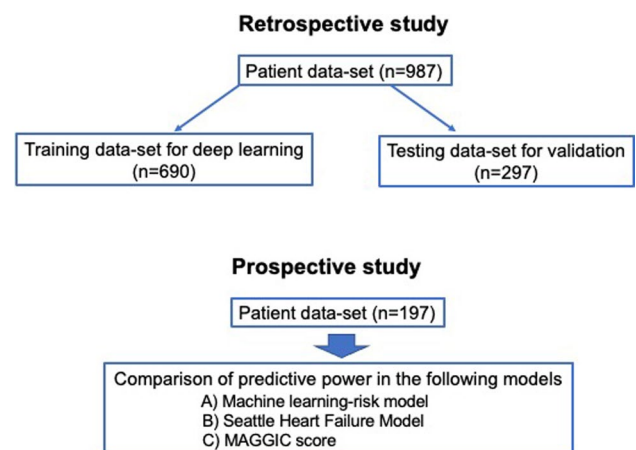 Retrospective study
Patient data-set (n=987)
Training data-set for deep learning
(n=690)
Testing data-set for validation
(n=297)
Prospective study
Patient data-set (n=197)
Comparison of predictive power in the following models
A) Machine learning-risk model
B) Seattle Heart Failure Model
C) MAGGIC score